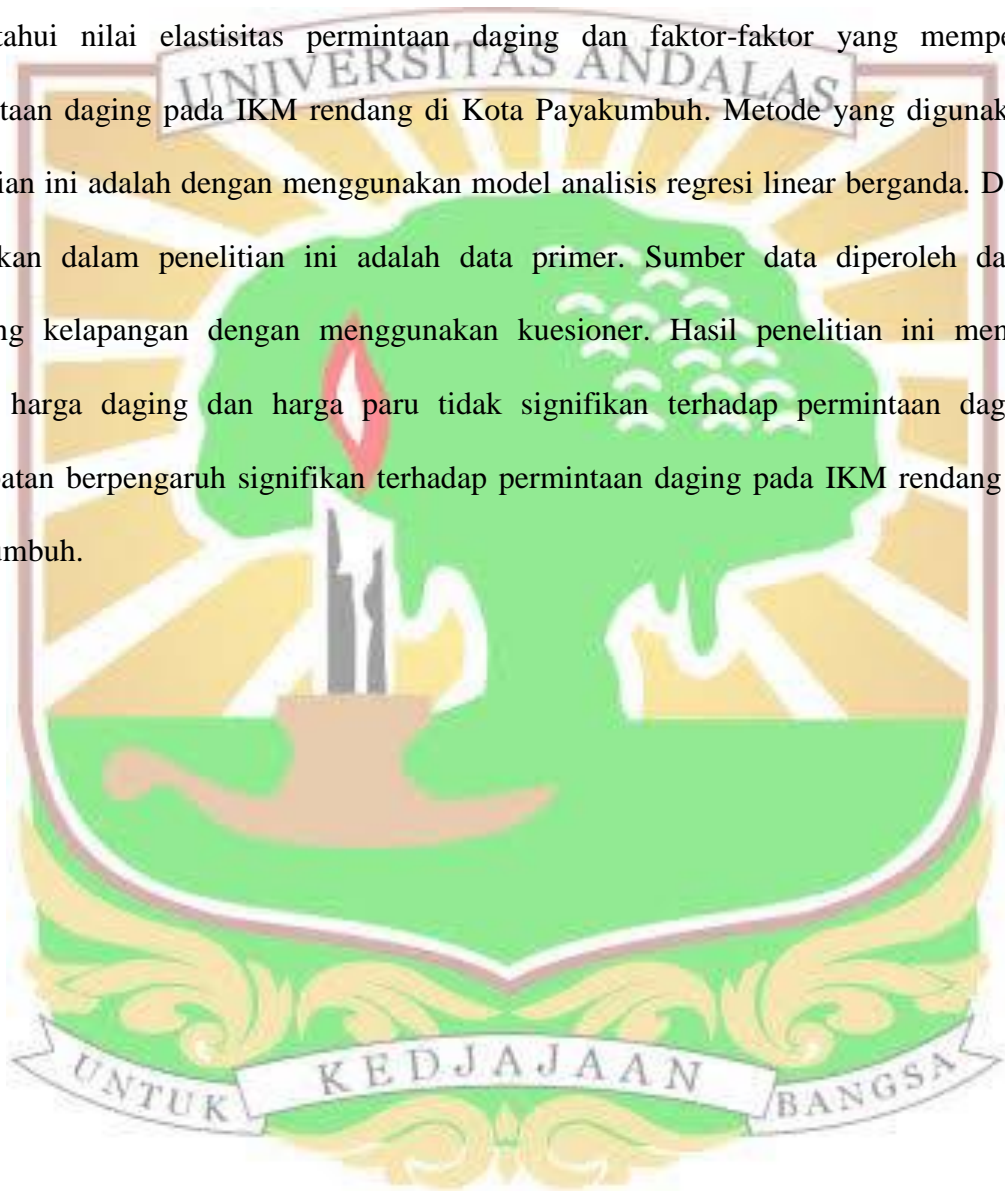 tahui nilai elastisitas permintaan daging dan faktor-faktor yang mempe
UNIVERSITAS ANDALAS
taan daging pada IKM rendang di Kota Payakumbuh. Metode yang digunak
ian ini adalah dengan menggunakan model analisis regresi linear berganda. D
kan dalam penelitian ini adalah data primer. Sumber data diperoleh da
ng kelapangan dengan menggunakan kuesioner. Hasil penelitian ini men
harga daging dan harga paru tidak signifikan terhadap permintaan dag
patan berpengaruh signifikan terhadap permintaan daging pada IKM rendang
umbuh.
UNTUK KEDJAJAAN BANGSA